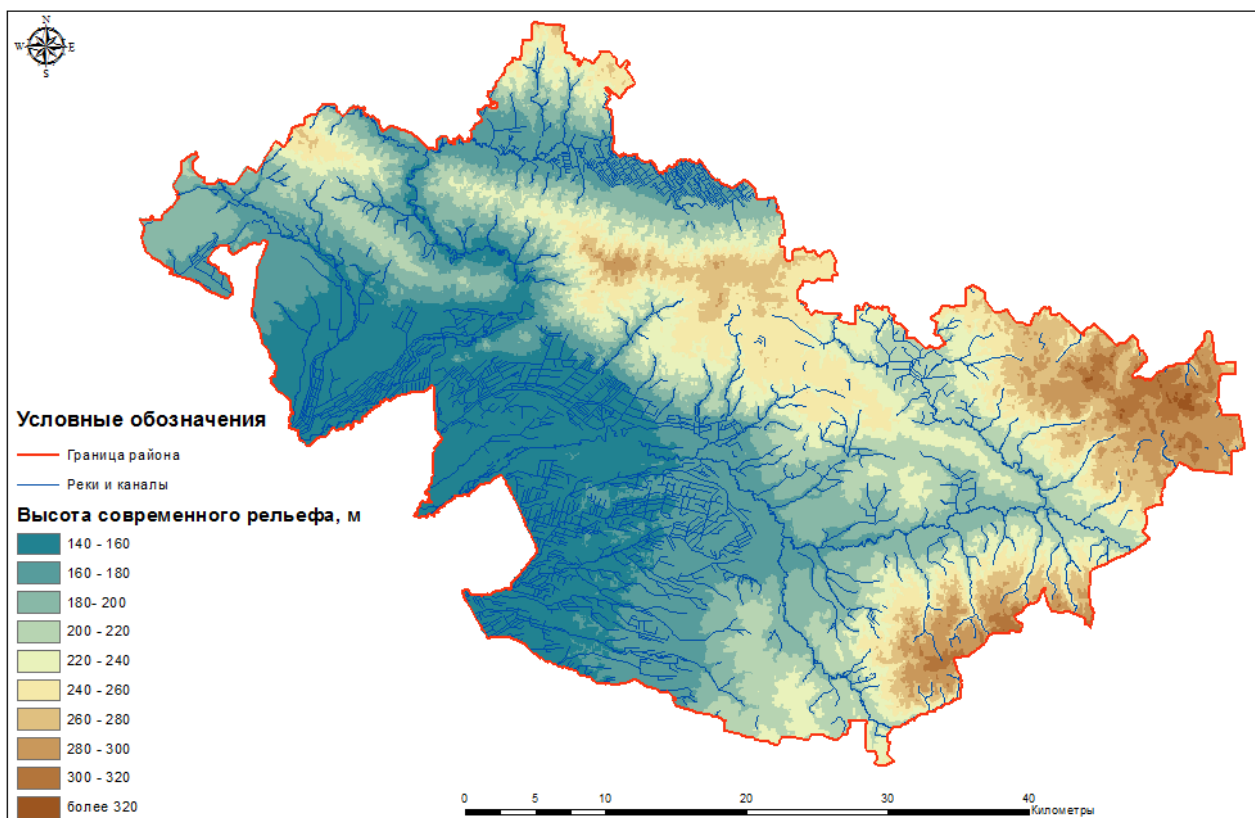 N
W E
S
Условные обозначения
Граница района
Реки и каналы
Высота современного рельефа, м
140 - 160
160 - 180
180- 200
200 - 220
220 - 240
240 - 260
260 - 280
280 - 300
300 - 320
более 320
0 5 10 20 30 40
Километры